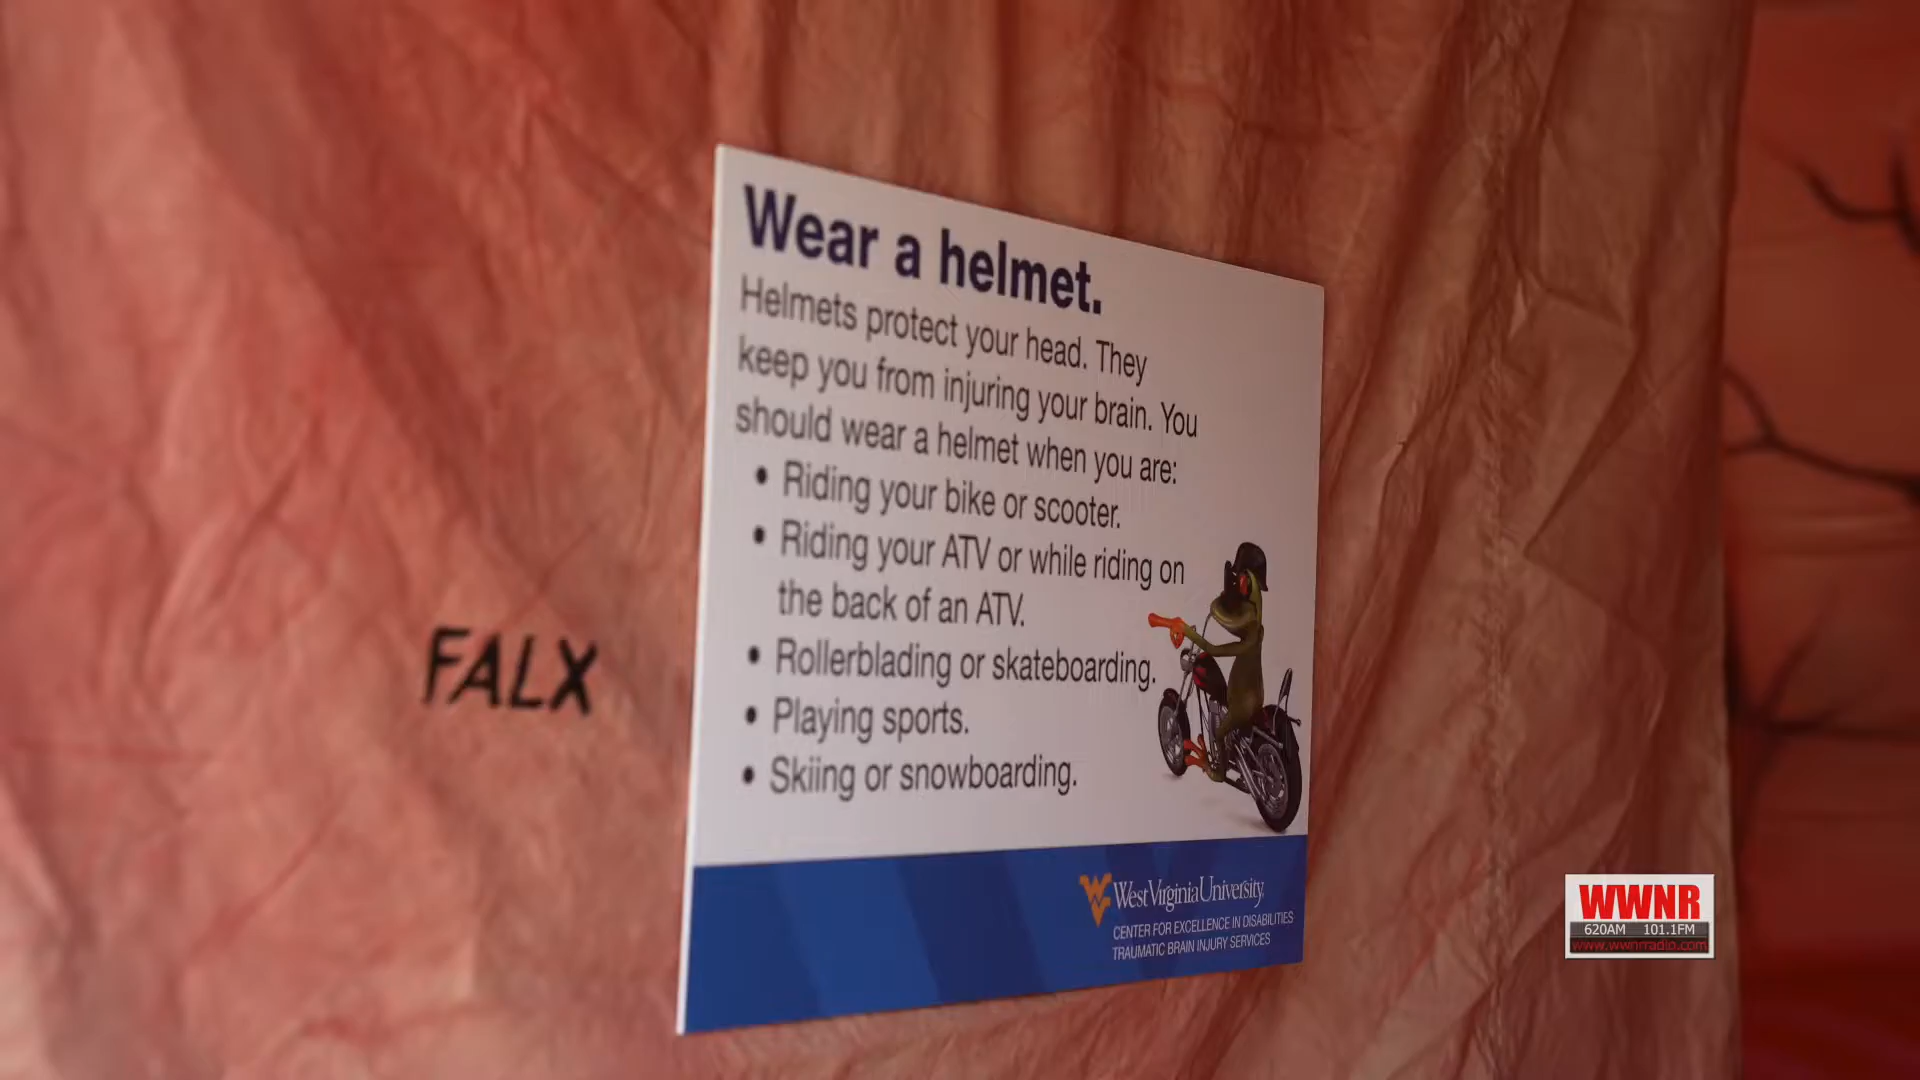 Wear a helmet.
Helmets protect your head. They
keep you from injuring your brain. You
should wear a helmet when you are:
• Riding your bike or scooter.
• Riding your ATV or while riding on
the back of an ATV.
• Rollerblading or skateboarding.
• Playing sports.
• Skiing or snowboarding.
FALX
WestVirginiaUniversity
CENTER FOR EXCELLENCE IN DISABILITIES
TRAUMATIC BRAIN INJURY SERVICES
WWNR
620AM 101.1FM
www.wwnrradio.com